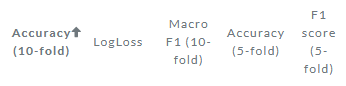 Accuracy⬆
(10-fold)
LogLoss
Macro
F1 (10-
fold)
Accuracy
(5-fold)
F1
score
(5-
fold)